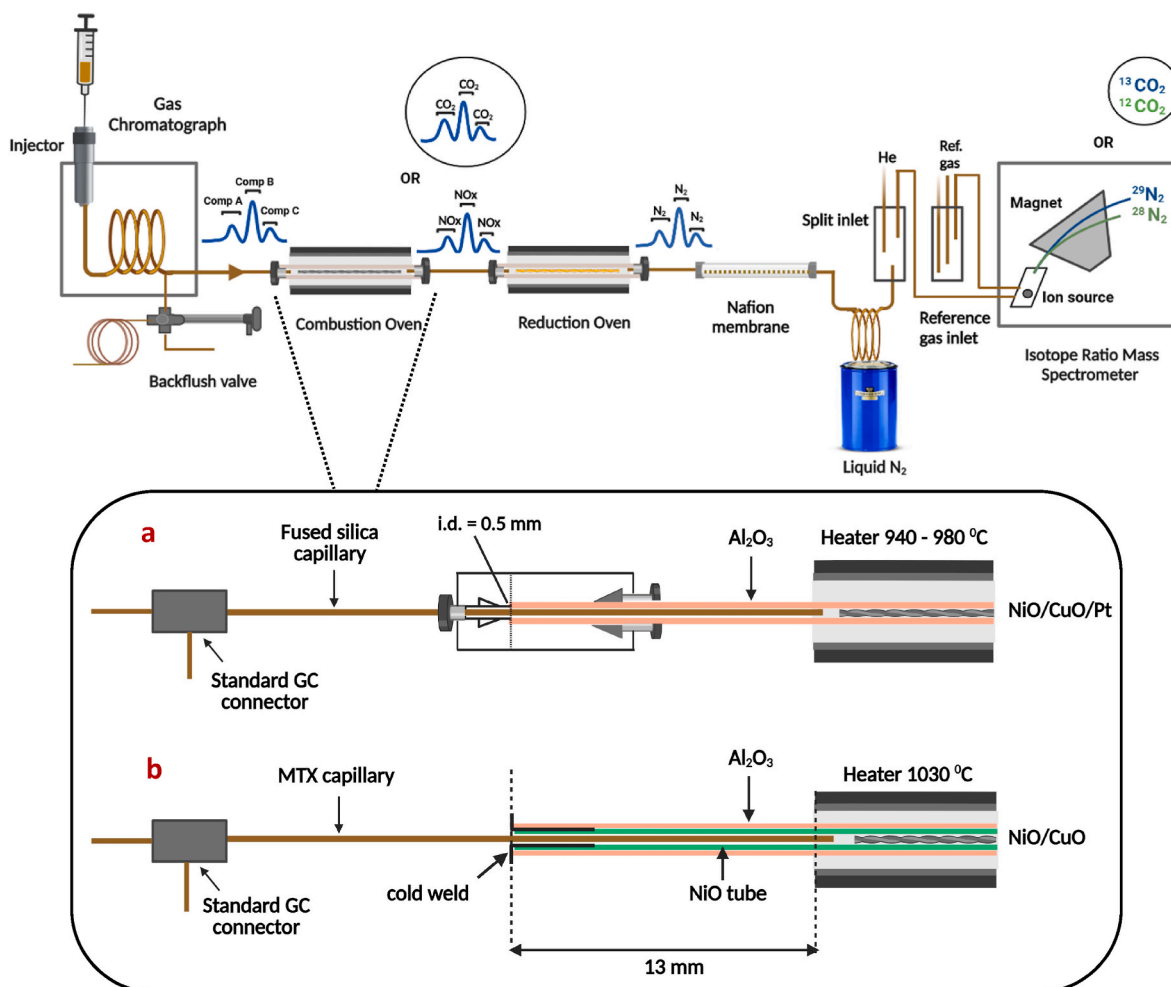 Gas
Chromatograph
Injector
Comp A
Comp B
Comp C
CO₂
CO₂
CO₂
OR
NOx
NOx
NOx
N₂
N₂
N₂
Combustion Oven
Reduction Oven
Nafion
membrane
Backflush valve
Liquid N₂
He
Split inlet
Ref.
gas
Reference
gas inlet
¹³CO₂
¹²CO₂
OR
Magnet
²⁹N₂
²⁸N₂
Ion source
Isotope Ratio Mass
Spectrometer
a
Fused silica
capillary
i.d. = 0.5 mm
Al₂O₃
Heater 940 - 980 ⁰C
NiO/CuO/Pt
Standard GC
connector
b
MTX capillary
Al₂O₃
Heater 1030 ⁰C
NiO/CuO
Standard GC
connector
cold weld
NiO tube
13 mm